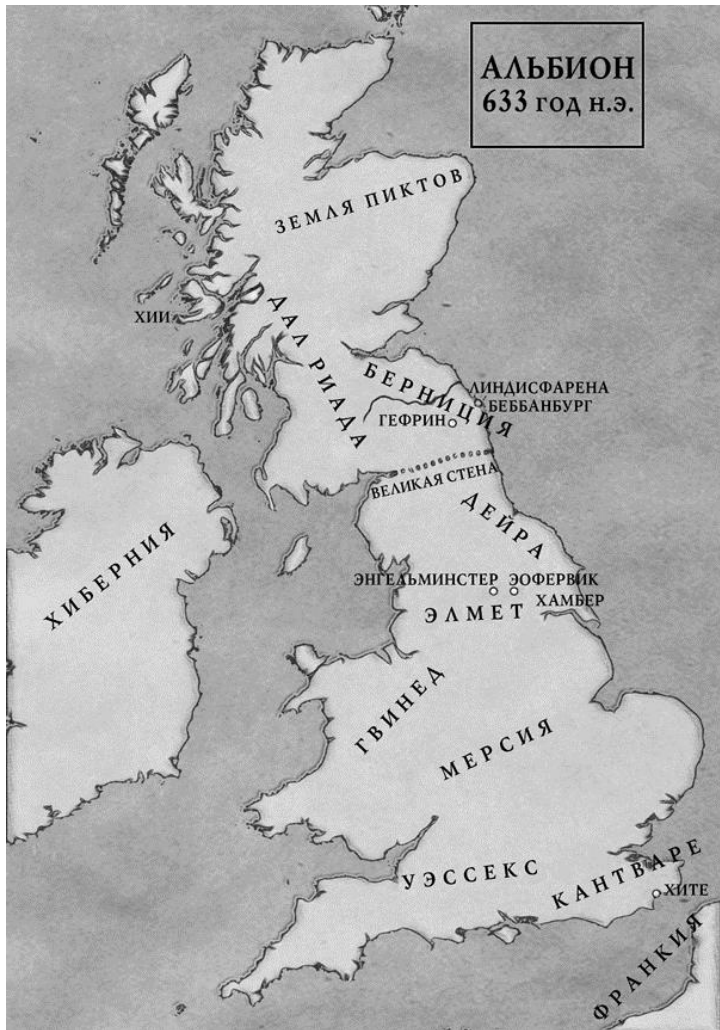 АЛЬБИОН
633 ГОД Н.Э.
ЗЕМЛЯ ПИКТОВ
ХИИ
ДАЛ РИАДА
БЕРНИЦИЯ
ЛИНДИСФАРЕНА
БЕББАНБУРГ
ГЕФРИН
ВЕЛИКАЯ СТЕНА
ДЕЙРА
ХИБЕРНИЯ
ЭНГЕЛЬМИНСТЕР
ЭОФЕРВИК
ХАМБЕР
ЭЛМЕТ
ГВИНЕД
МЕРСИЯ
УЭССЕКС
КАНТВАРЕ
ХИТЕ
ФРАНКИЯ